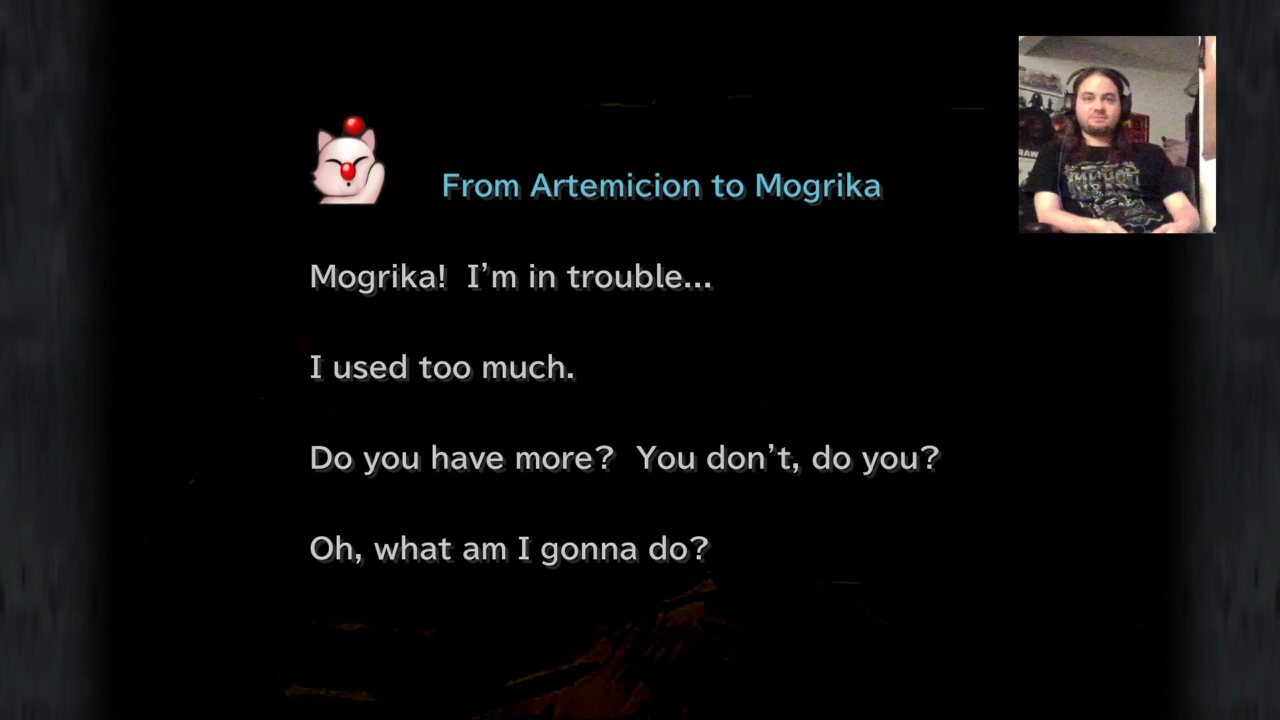 From Artemicion to Mogrika
Mogrika!  I'm in trouble...
I used too much.
Do you have more?  You don't, do you?
Oh, what am I gonna do?